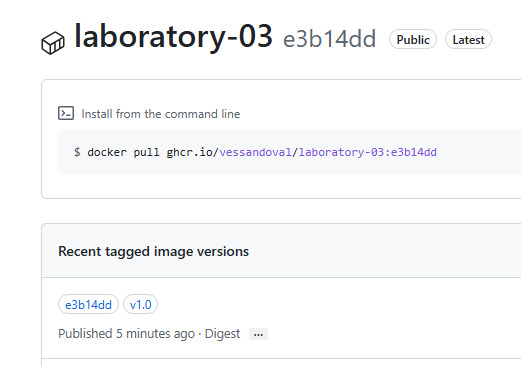 laboratory-03 e3b14dd Public Latest
Install from the command line
$ docker pull ghcr.io/vessandoval/laboratory-03:e3b14dd
Recent tagged image versions
e3b14dd v1.0
Published 5 minutes ago · Digest ...